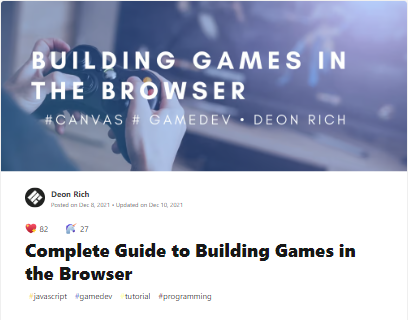 BUILDING GAMES IN
THE BROWSER
#CANVAS # GAMEDEV • DEON RICH
Deon Rich
Posted on Dec 8, 2021 • Updated on Dec 10, 2021
82 27
Complete Guide to Building Games in
the Browser
#javascript #gamedev #tutorial #programming